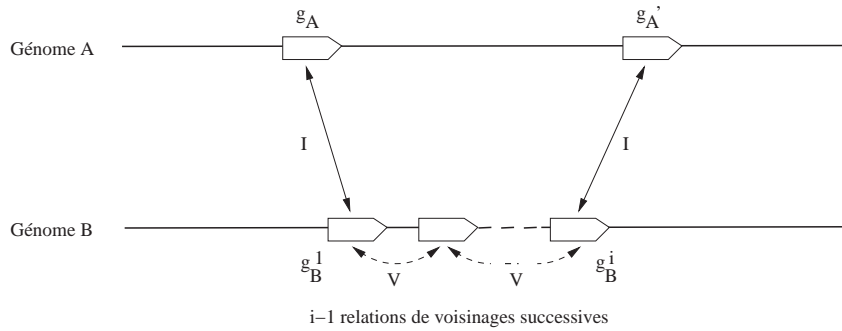 g_A g_A'
Génome A
I I
Génome B
g_B^1 V V g_B^i
i−1 relations de voisinages successives